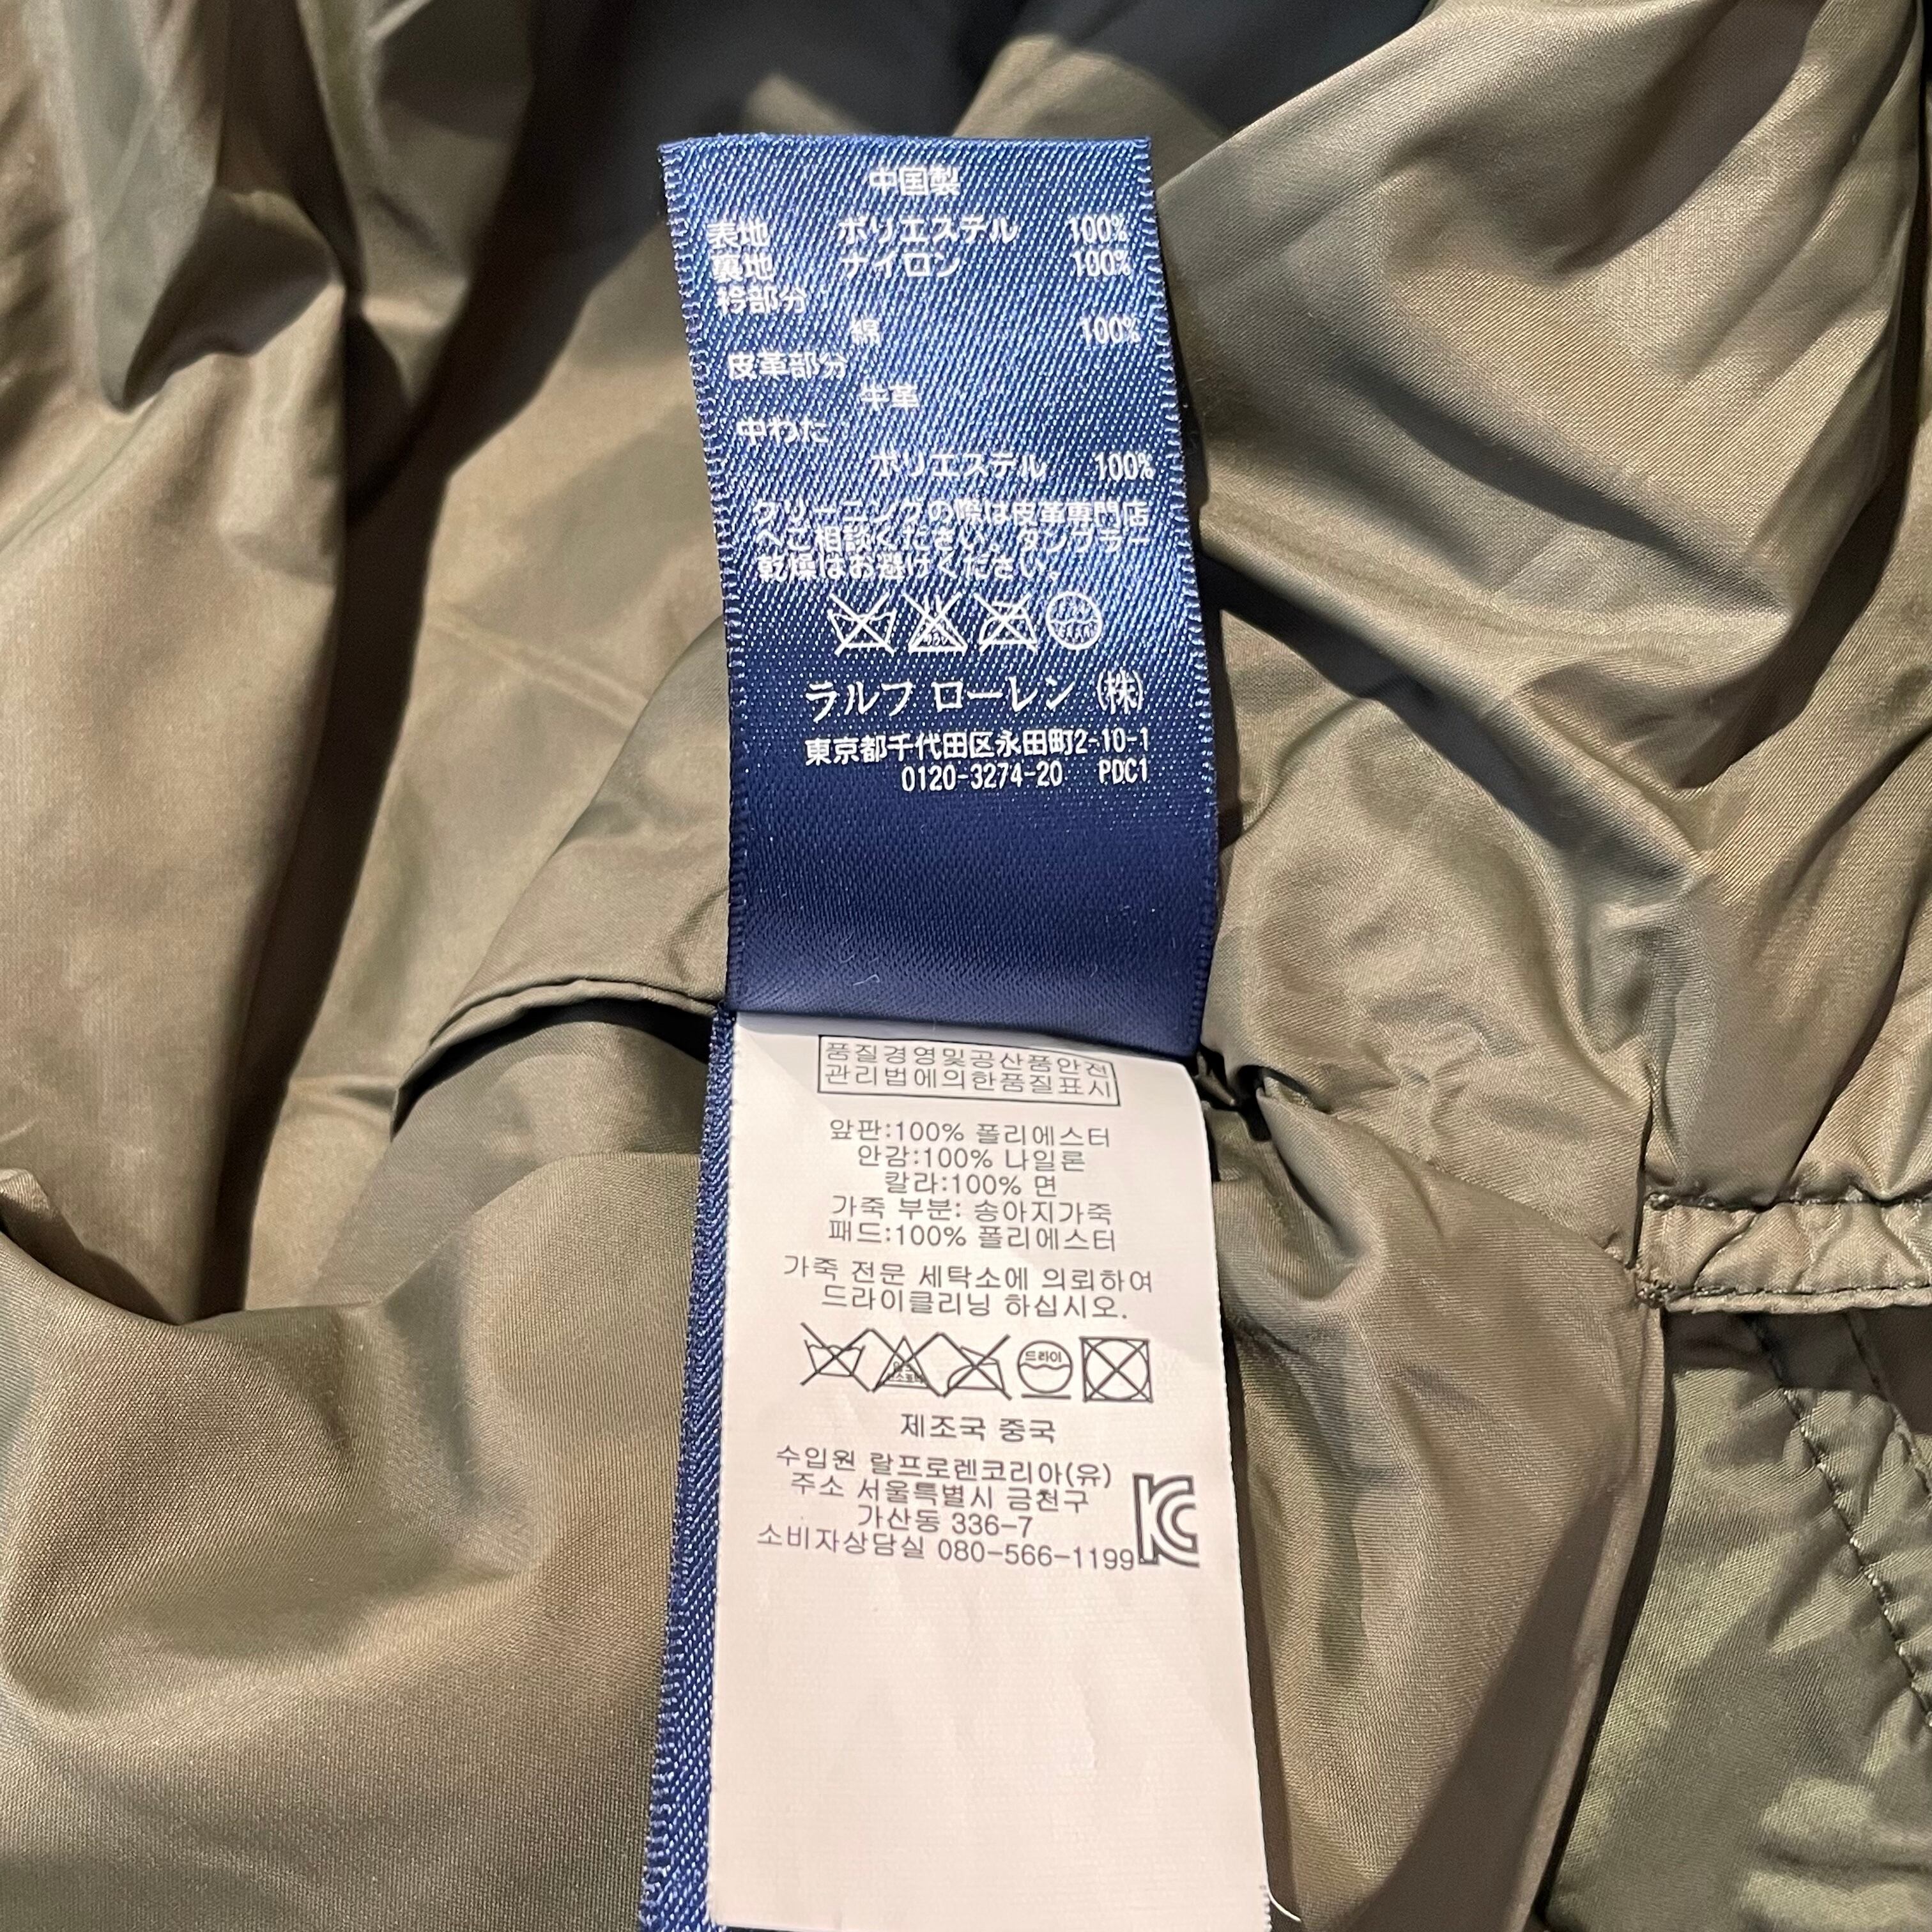 中国製
表地 ポリエステル 100%
裏地 ナイロン 100%
衿部分
綿 100%
皮革部分
牛革
中わた
ポリエステル 100%
クリーニングの際は皮革専門店
へご相談ください。タンブラー
乾燥はお避けください。
ラルフ ローレン (株)
東京都千代田区永田町2-10-1
0120-3274-20 PDC1
품질경영및공산품안전
관리법에의한품질표시
앞판:100% 폴리에스터
안감:100% 나일론
칼라:100% 면
가죽 부분: 송아지가죽
패드:100% 폴리에스터
가죽 전문 세탁소에 의뢰하여
드라이클리닝 하십시오.
드라이
제조국 중국
수입원 랄프로렌코리아(유)
주소 서울특별시 금천구
가산동 336-7
소비자상담실 080-566-1199
KC